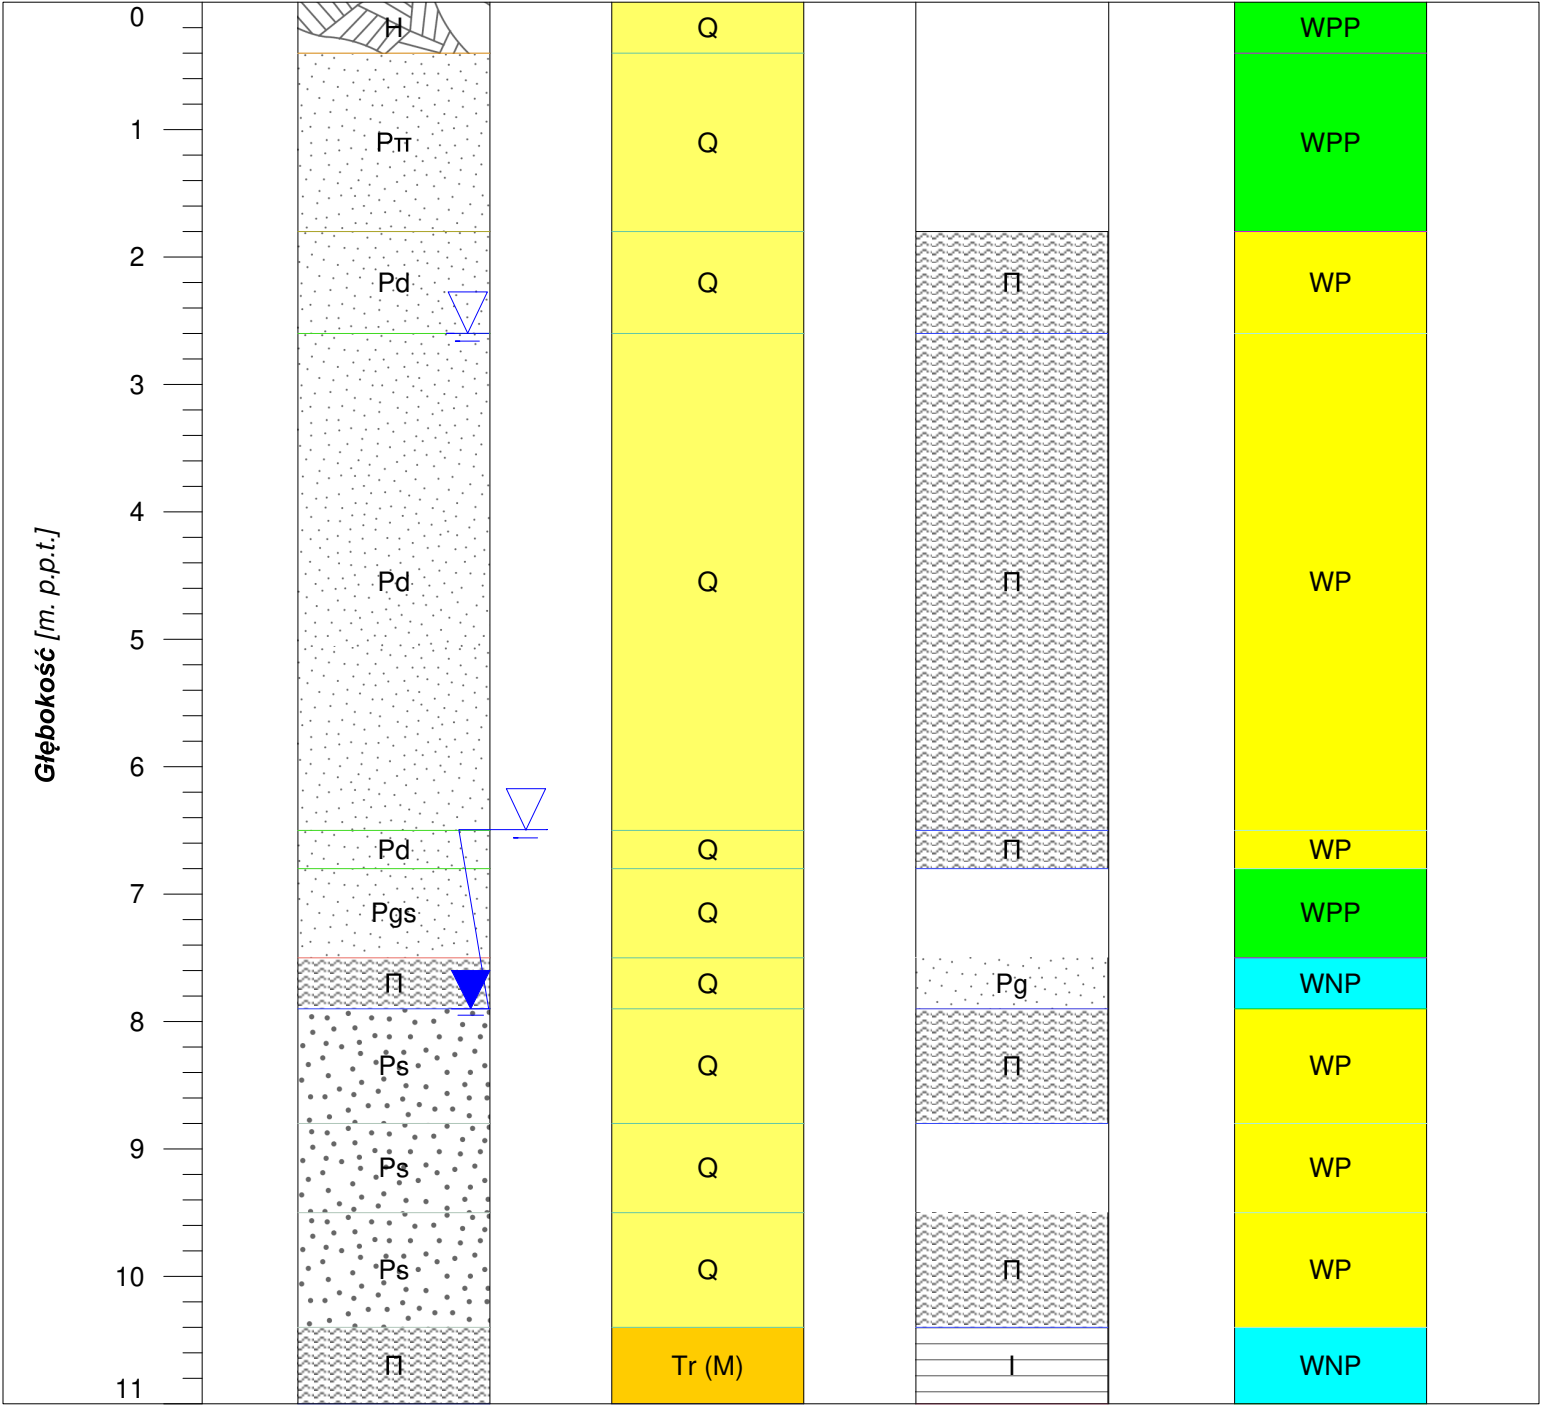 0 H Q WPP
1 Pπ Q WPP
2 Pd Q Π WP
3
4
Pd Q Π WP
5
6
Pd Q Π WP
7 Pgs Q WPP
Π Q Pg WNP
8
Ps Q Π WP
9 Ps Q WP
10 Ps Q Π WP
Π Tr (M) I WNP
11
Głębokość [m. p.p.t.]